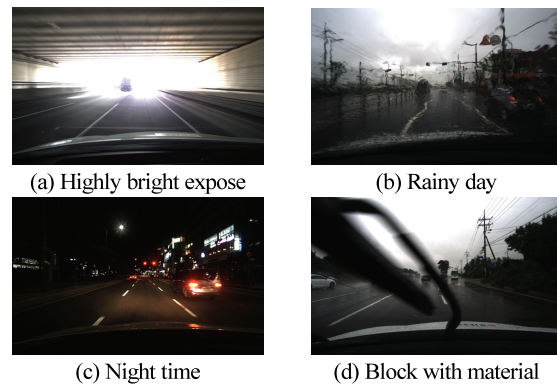 (a) Highly bright expose
(b) Rainy day
(c) Night time
(d) Block with material